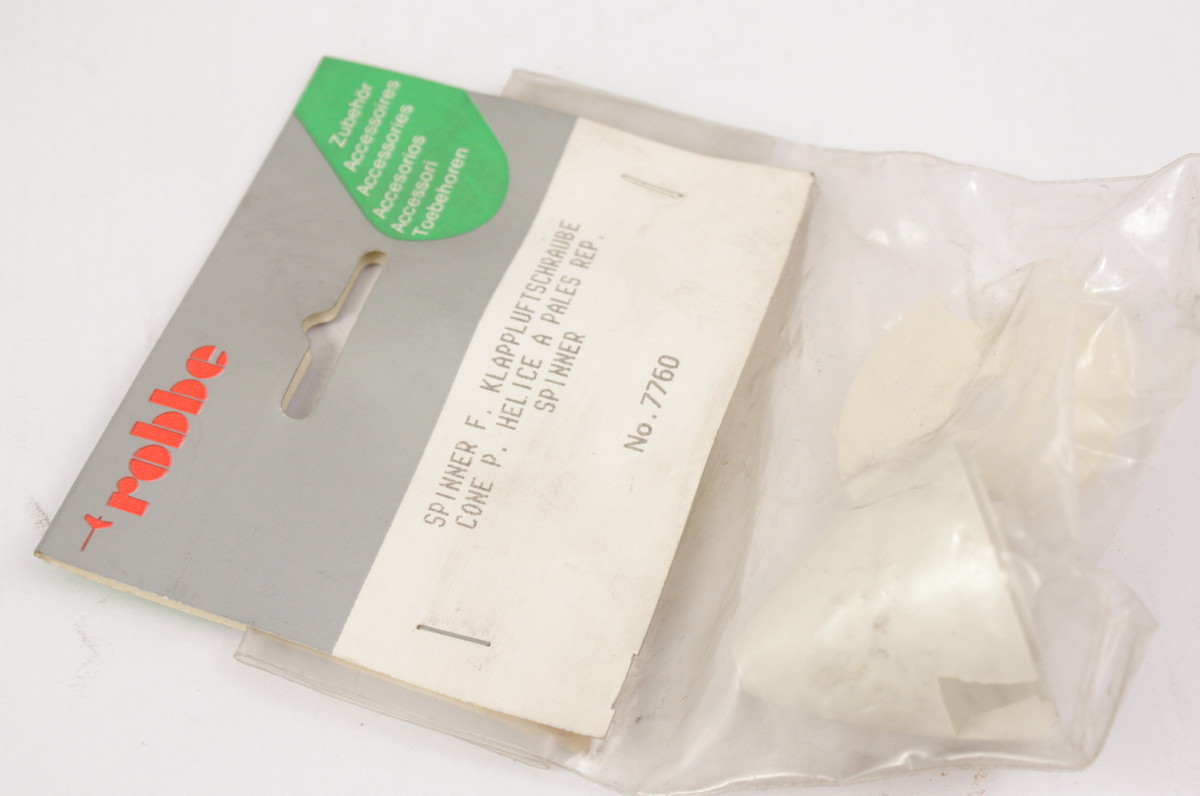 Zubehör
Accessoires
Accessories
Accesorios
Accessori
Toebehoren
robbe
SPINNER F. KLAPPLUFTSCHRAUBE
CONE P. HELICE A PALES REP.
SPINNER
No. 7760